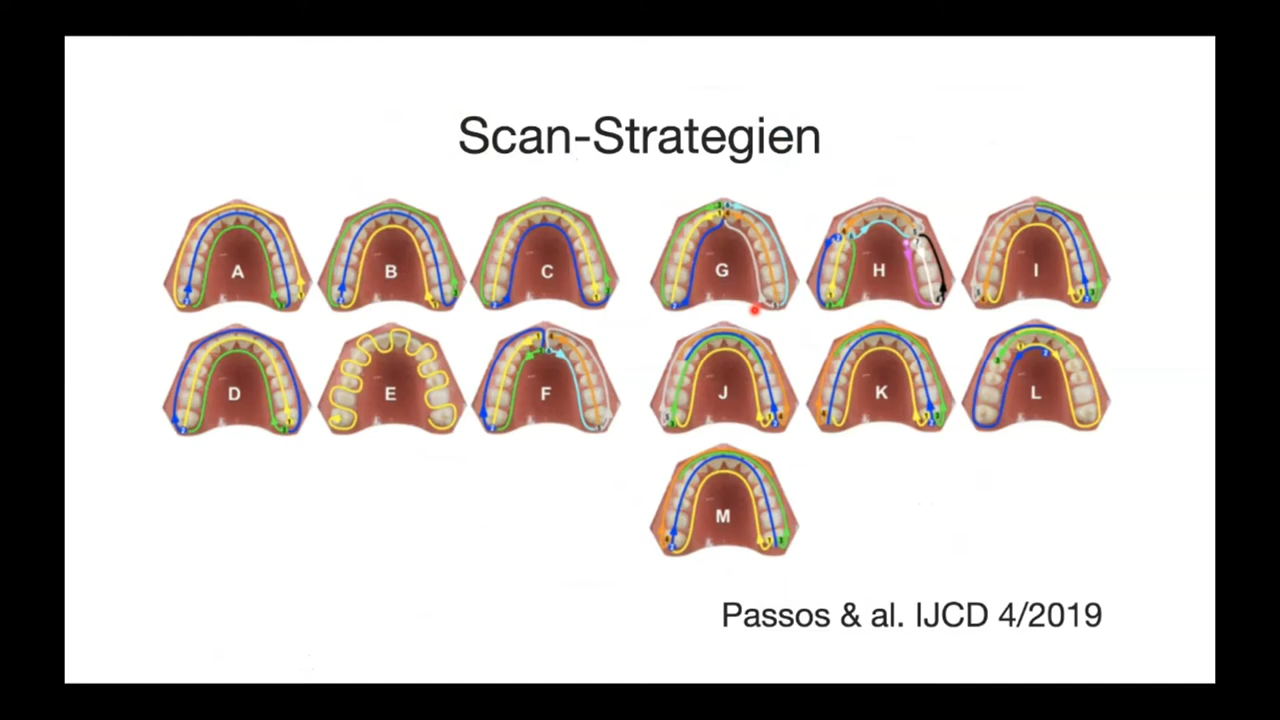 Scan-Strategien
A B C G H I
D E F J K L
M
Passos & al. IJCD 4/2019